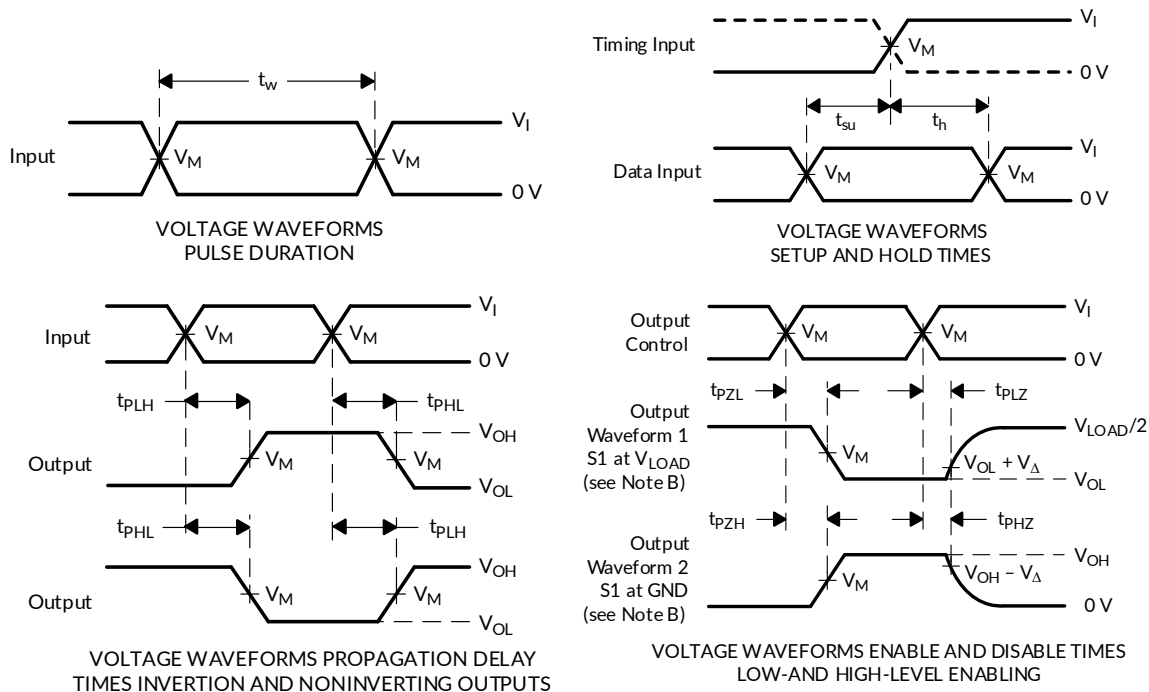 t_w
Input
V_I
V_M
V_M
0 V
VOLTAGE WAVEFORMS
PULSE DURATION
Timing Input
V_I
V_M
0 V
t_su
t_h
Data Input
V_I
V_M
V_M
0 V
VOLTAGE WAVEFORMS
SETUP AND HOLD TIMES
Input
V_I
V_M
V_M
0 V
t_PLH
t_PHL
Output
V_OH
V_M
V_M
V_OL
t_PHL
t_PLH
Output
V_OH
V_M
V_M
V_OL
VOLTAGE WAVEFORMS PROPAGATION DELAY
TIMES INVERTION AND NONINVERTING OUTPUTS
Output
Control
V_I
V_M
V_M
0 V
t_PZL
t_PLZ
Output
Waveform 1
S1 at V_LOAD
(see Note B)
V_LOAD/2
V_M
V_OL + V_Δ
V_OL
t_PZH
t_PHZ
Output
Waveform 2
S1 at GND
(see Note B)
V_OH
V_M
V_OH – V_Δ
0 V
VOLTAGE WAVEFORMS ENABLE AND DISABLE TIMES
LOW-AND HIGH-LEVEL ENABLING